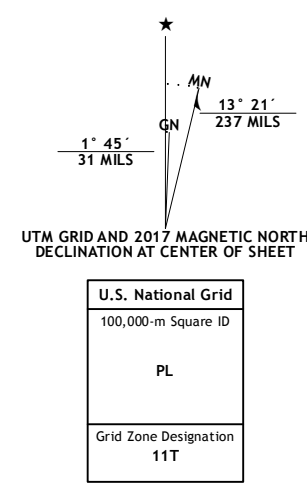 ★
MN
13° 21´
237 MILS
GN
1° 45´
31 MILS
UTM GRID AND 2017 MAGNETIC NORTH
DECLINATION AT CENTER OF SHEET
U.S. National Grid
100,000-m Square ID
PL
Grid Zone Designation
11T